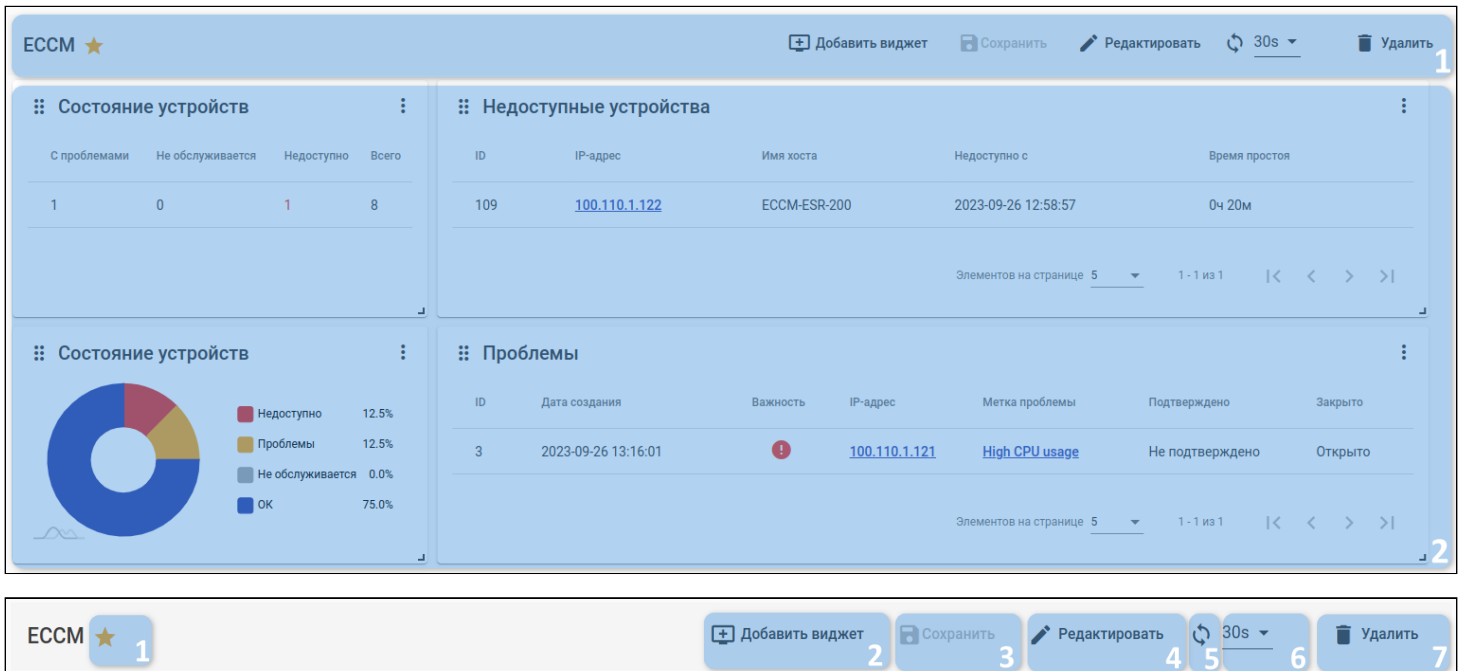 ECCM Добавить виджет Сохранить Редактировать 30s Удалить 1
Состояние устройств
С проблемами Не обслуживается Недоступно Всего
1 0 1 8
Недоступные устройства
ID IP-адрес Имя хоста Недоступно с Время простоя
109 100.110.1.122 ECCM-ESR-200 2023-09-26 12:58:57 0ч 20м
Элементов на странице 5 1 - 1 из 1
Состояние устройств
Недоступно 12.5%
Проблемы 12.5%
Не обслуживается 0.0%
ОК 75.0%
Проблемы
ID Дата создания Важность IP-адрес Метка проблемы Подтверждено Закрыто
3 2023-09-26 13:16:01 100.110.1.121 High CPU usage Не подтверждено Открыто
Элементов на странице 5 1 - 1 из 1
2
ECCM 1 Добавить виджет 2 Сохранить 3 Редактировать 4 5 30s 6 Удалить 7